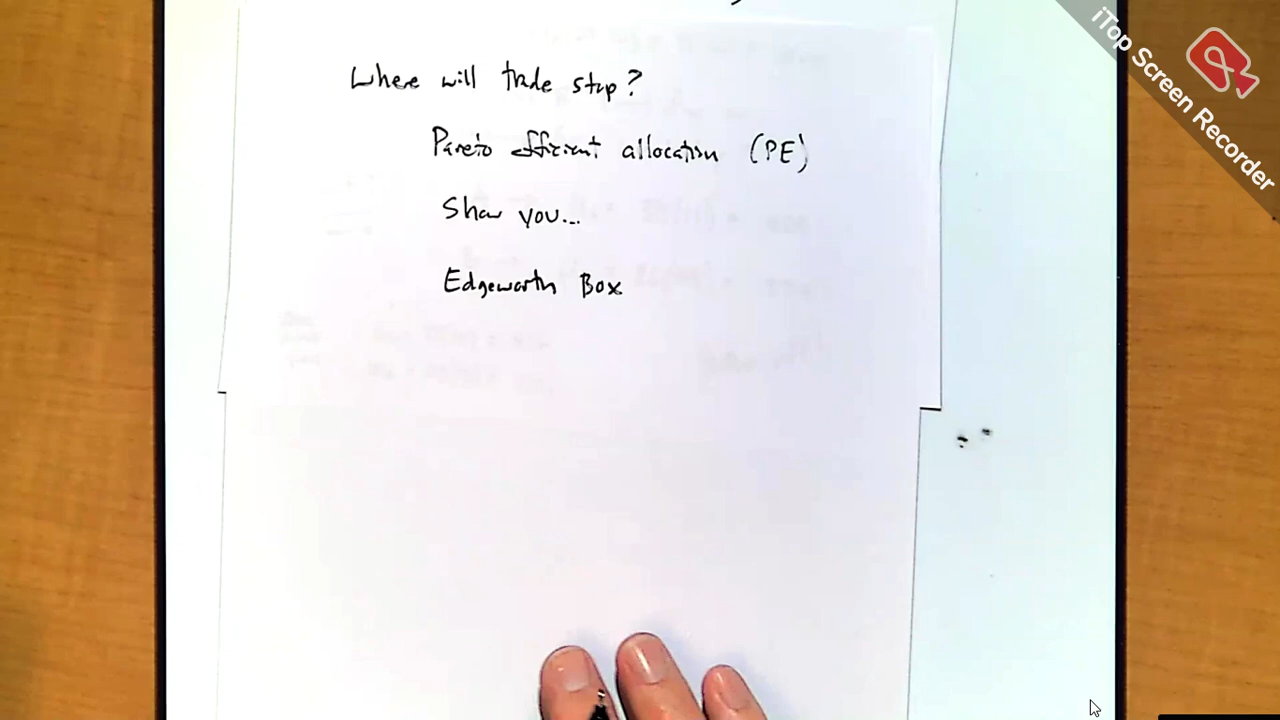 Where will trade stop?
Pareto efficient allocation (PE)
Show you...
Edgeworth Box
iTop Screen Recorder